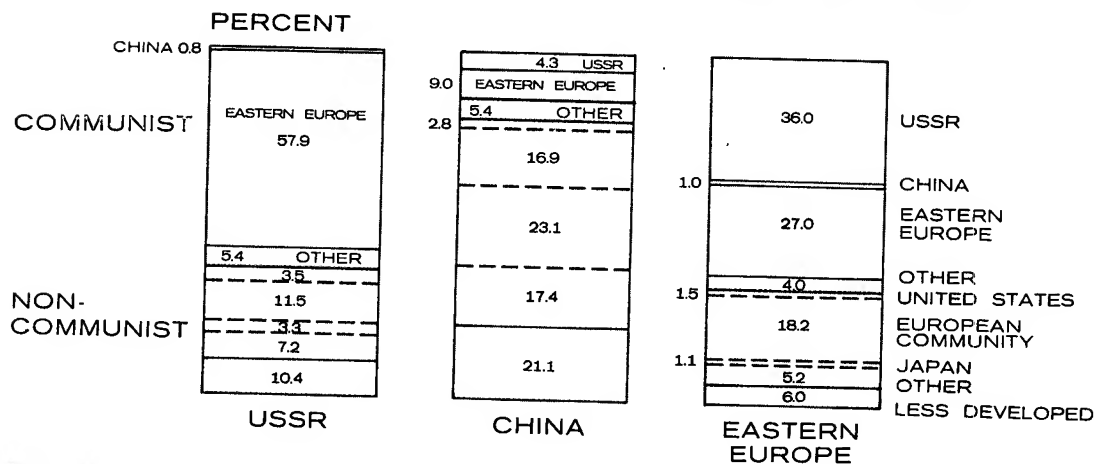 PERCENT
COMMUNIST
NON-
COMMUNIST
CHINA 0.8
EASTERN EUROPE
57.9
5.4 OTHER
3.5
11.5
3.3
7.2
10.4
USSR
4.3 USSR
9.0 EASTERN EUROPE
5.4 OTHER
2.8
16.9
23.1
17.4
21.1
CHINA
36.0 USSR
1.0 CHINA
27.0 EASTERN
EUROPE
4.0 OTHER
1.5 UNITED STATES
18.2 EUROPEAN
COMMUNITY
1.1 JAPAN
5.2 OTHER
6.0 LESS DEVELOPED
EASTERN
EUROPE